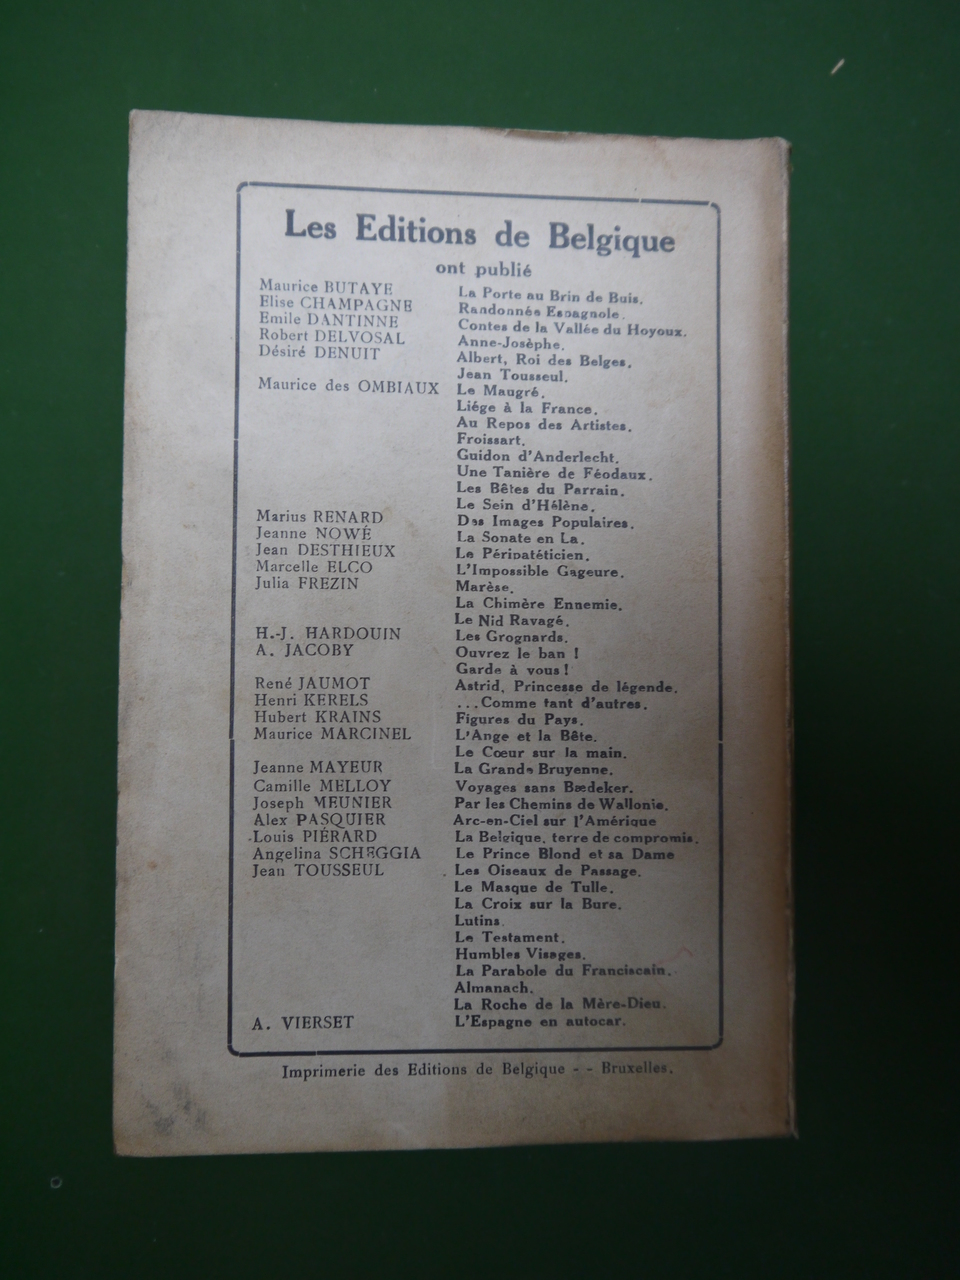 Les Editions de Belgique
ont publié
Maurice BUTAYE La Porte au Brin de Buis.
Elise CHAMPAGNE Randonnée Espagnole.
Emile DANTINNE Contes de la Vallée du Hoyoux.
Robert DELVOSAL Anne-Josèphe.
Désiré DENUIT Albert, Roi des Belges.
Jean Tousseul.
Maurice des OMBIAUX Le Maugré.
Liége à la France.
Au Repos des Artistes.
Froissart.
Guidon d'Anderlecht.
Une Tanière de Féodaux.
Les Bêtes du Parrain.
Le Sein d'Hélène.
Marius RENARD Des Images Populaires.
Jeanne NOWÉ La Sonate en La.
Jean DESTHIEUX Le Péripatéticien.
Marcelle ELCO L'Impossible Gageure.
Julia FREZIN Marèse.
La Chimère Ennemie.
Le Nid Ravagé.
H.-J. HARDOUIN Les Grognards.
A. JACOBY Ouvrez le ban !
Garde à vous !
René JAUMOT Astrid, Princesse de légende.
Henri KERELS ...Comme tant d'autres.
Hubert KRAINS Figures du Pays.
Maurice MARCINEL L'Ange et la Bête.
Le Cœur sur la main.
Jeanne MAYEUR La Grande Bruyenne.
Camille MELLOY Voyages sans Bædeker.
Joseph MEUNIER Par les Chemins de Wallonie.
Alex PASQUIER Arc-en-Ciel sur l'Amérique
Louis PIÉRARD La Belgique, terre de compromis.
Angelina SCHEGGIA Le Prince Blond et sa Dame
Jean TOUSSEUL Les Oiseaux de Passage.
Le Masque de Tulle.
La Croix sur la Bure.
Lutins.
Le Testament.
Humbles Visages.
La Parabole du Franciscain.
Almanach.
La Roche de la Mère-Dieu.
A. VIERSET L'Espagne en autocar.
Imprimerie des Editions de Belgique - - Bruxelles.